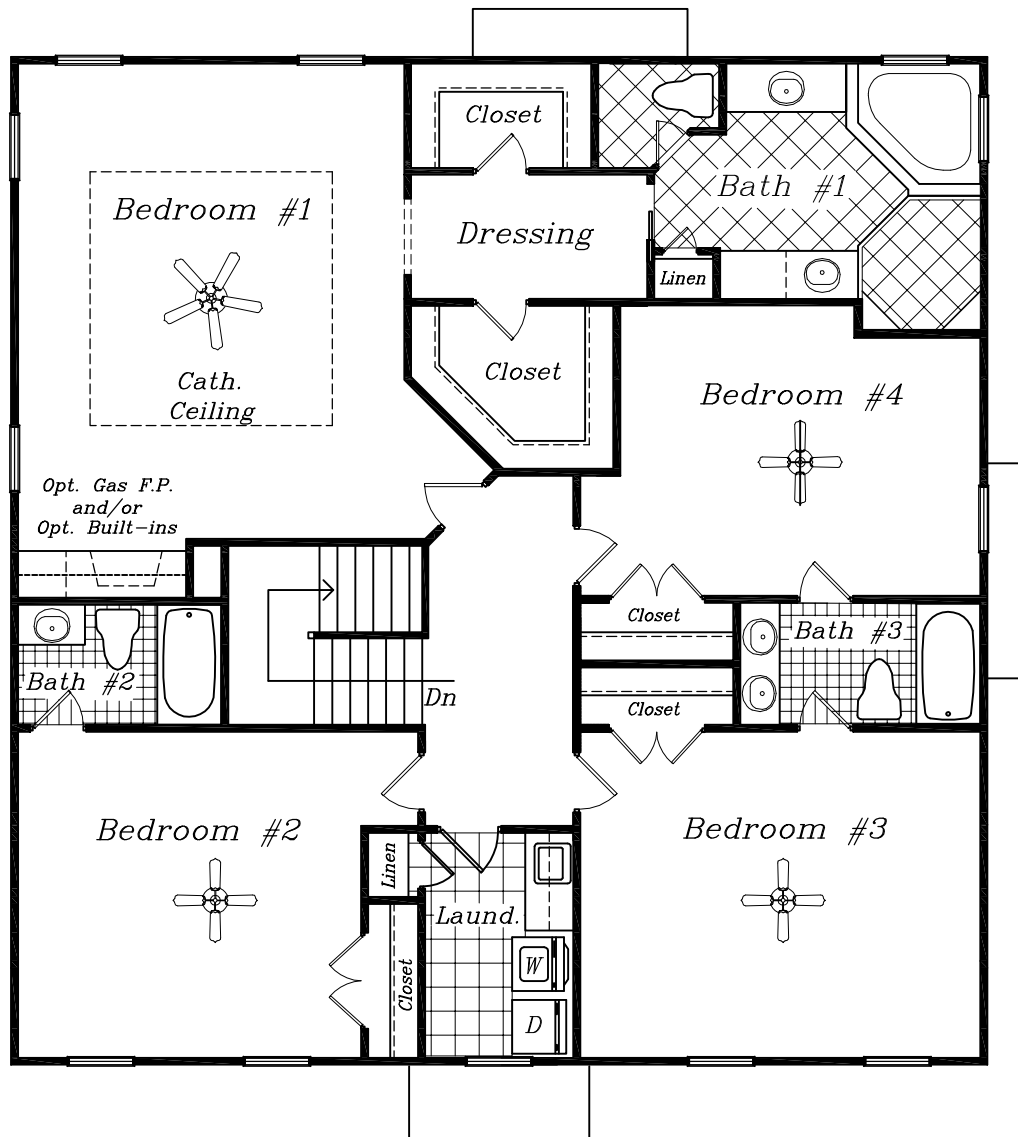 Closet
Bath #1
Bedroom #1
Dressing
Linen
Cath.
Ceiling
Closet
Bedroom #4
Opt. Gas F.P.
and/or
Opt. Built-ins
Closet
Bath #3
Bath #2
Dn
Closet
Bedroom #2
Bedroom #3
Linen
Laund.
W
Closet
D